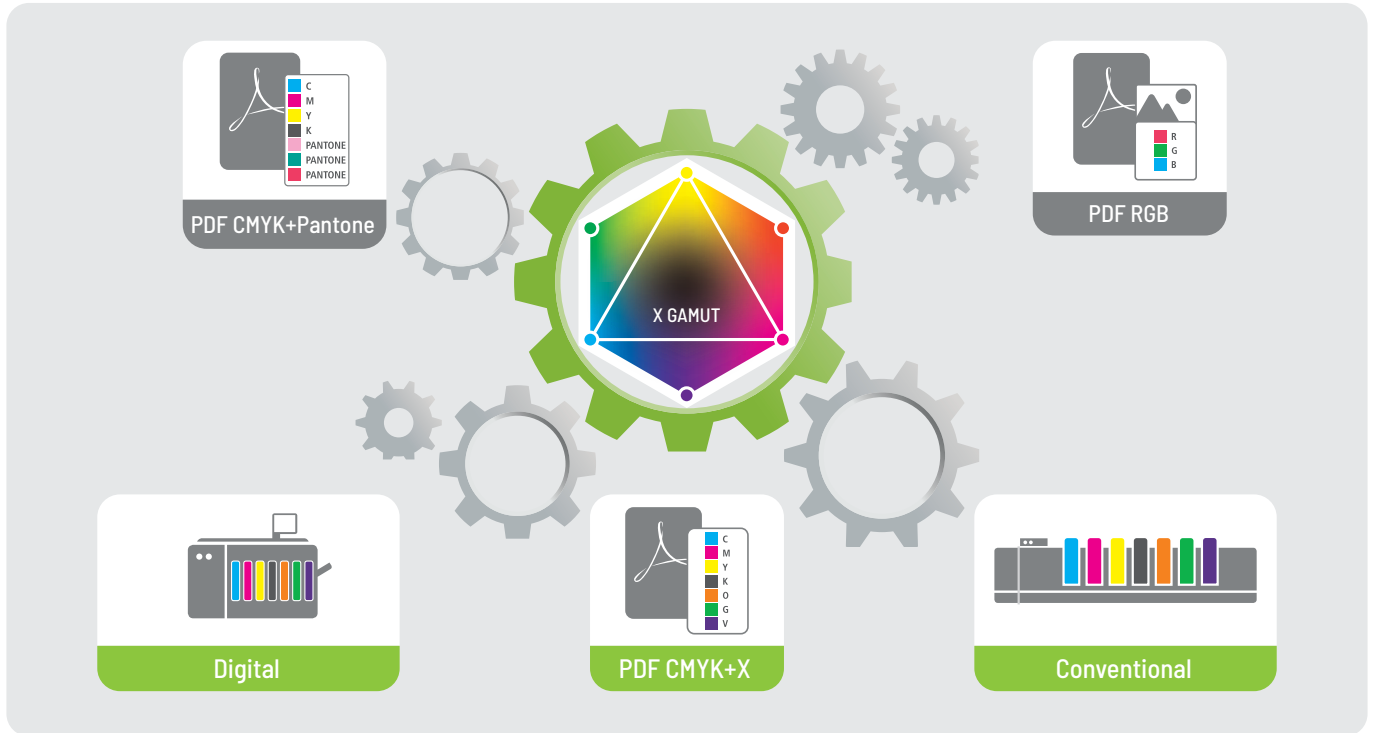 C
M
Y
K
PANTONE
PANTONE
PANTONE
PDF CMYK+Pantone
R
G
B
PDF RGB
X GAMUT
Digital
C
M
Y
K
O
G
V
PDF CMYK+X
Conventional